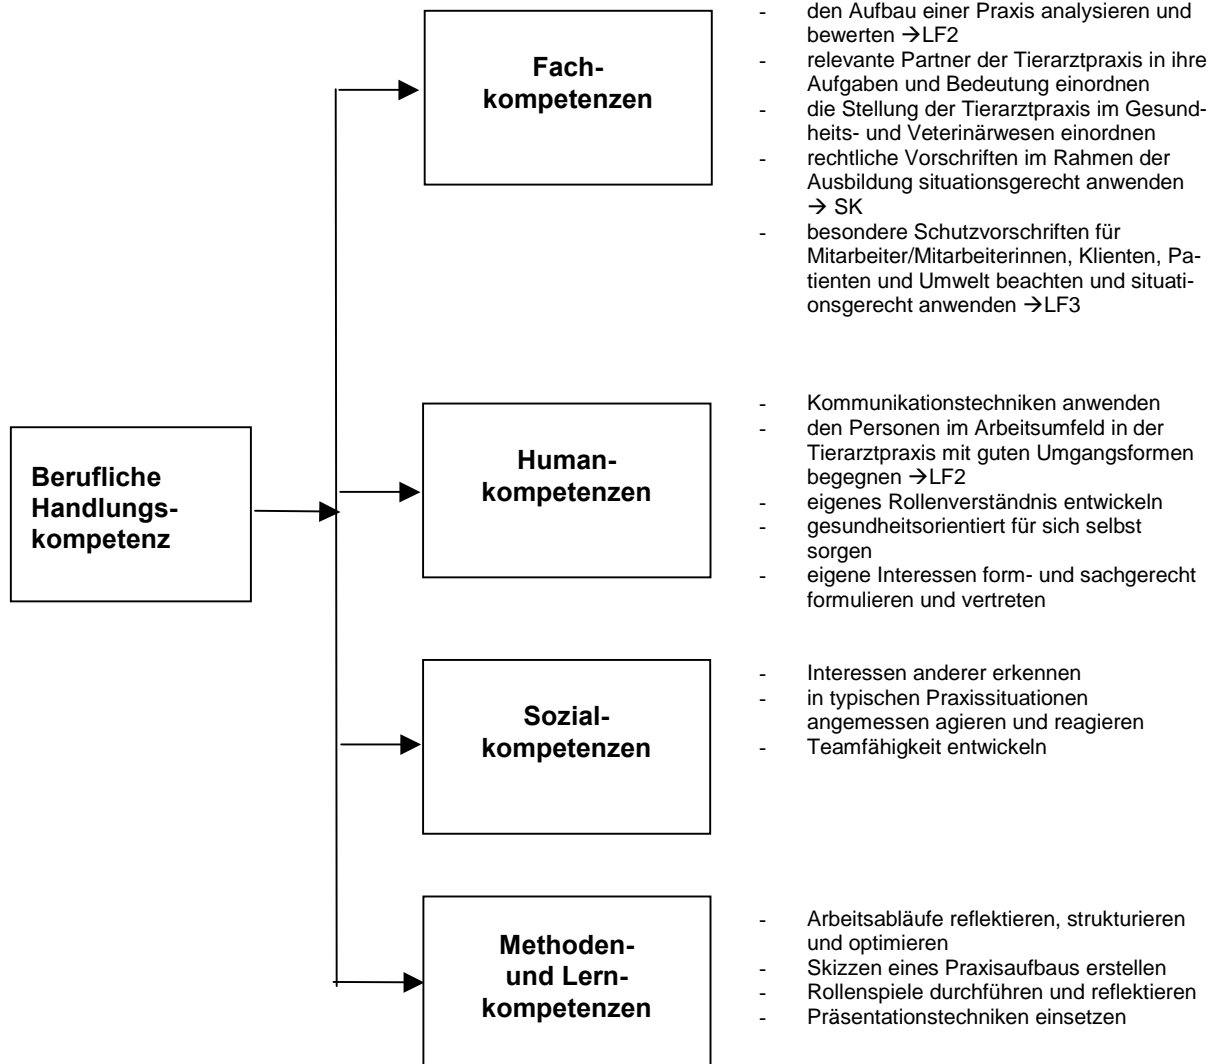 Berufliche
Handlungs-
kompetenz
Fach-
kompetenzen
- den Aufbau einer Praxis analysieren und
bewerten →LF2
- relevante Partner der Tierarztpraxis in ihre
Aufgaben und Bedeutung einordnen
- die Stellung der Tierarztpraxis im Gesund-
heits- und Veterinärwesen einordnen
- rechtliche Vorschriften im Rahmen der
Ausbildung situationsgerecht anwenden
→ SK
- besondere Schutzvorschriften für
Mitarbeiter/Mitarbeiterinnen, Klienten, Pa-
tienten und Umwelt beachten und situati-
onsgerecht anwenden →LF3
Human-
kompetenzen
- Kommunikationstechniken anwenden
- den Personen im Arbeitsumfeld in der
Tierarztpraxis mit guten Umgangsformen
begegnen →LF2
- eigenes Rollenverständnis entwickeln
- gesundheitsorientiert für sich selbst
sorgen
- eigene Interessen form- und sachgerecht
formulieren und vertreten
Sozial-
kompetenzen
- Interessen anderer erkennen
- in typischen Praxissituationen
angemessen agieren und reagieren
- Teamfähigkeit entwickeln
Methoden-
und Lern-
kompetenzen
- Arbeitsabläufe reflektieren, strukturieren
und optimieren
- Skizzen eines Praxisaufbaus erstellen
- Rollenspiele durchführen und reflektieren
- Präsentationstechniken einsetzen